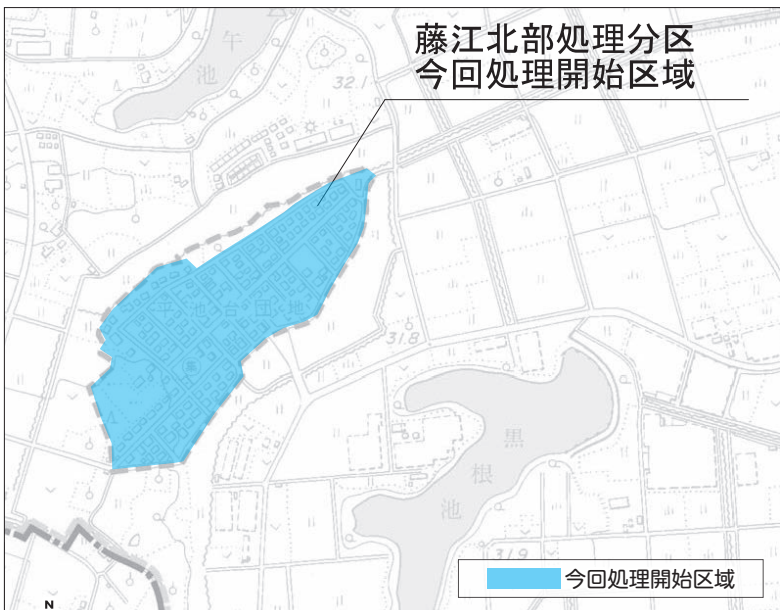 藤江北部処理分区
今回処理開始区域
午
池
32.1
平池台団地
31.8
黒
根
池
31.9
N
今回処理開始区域